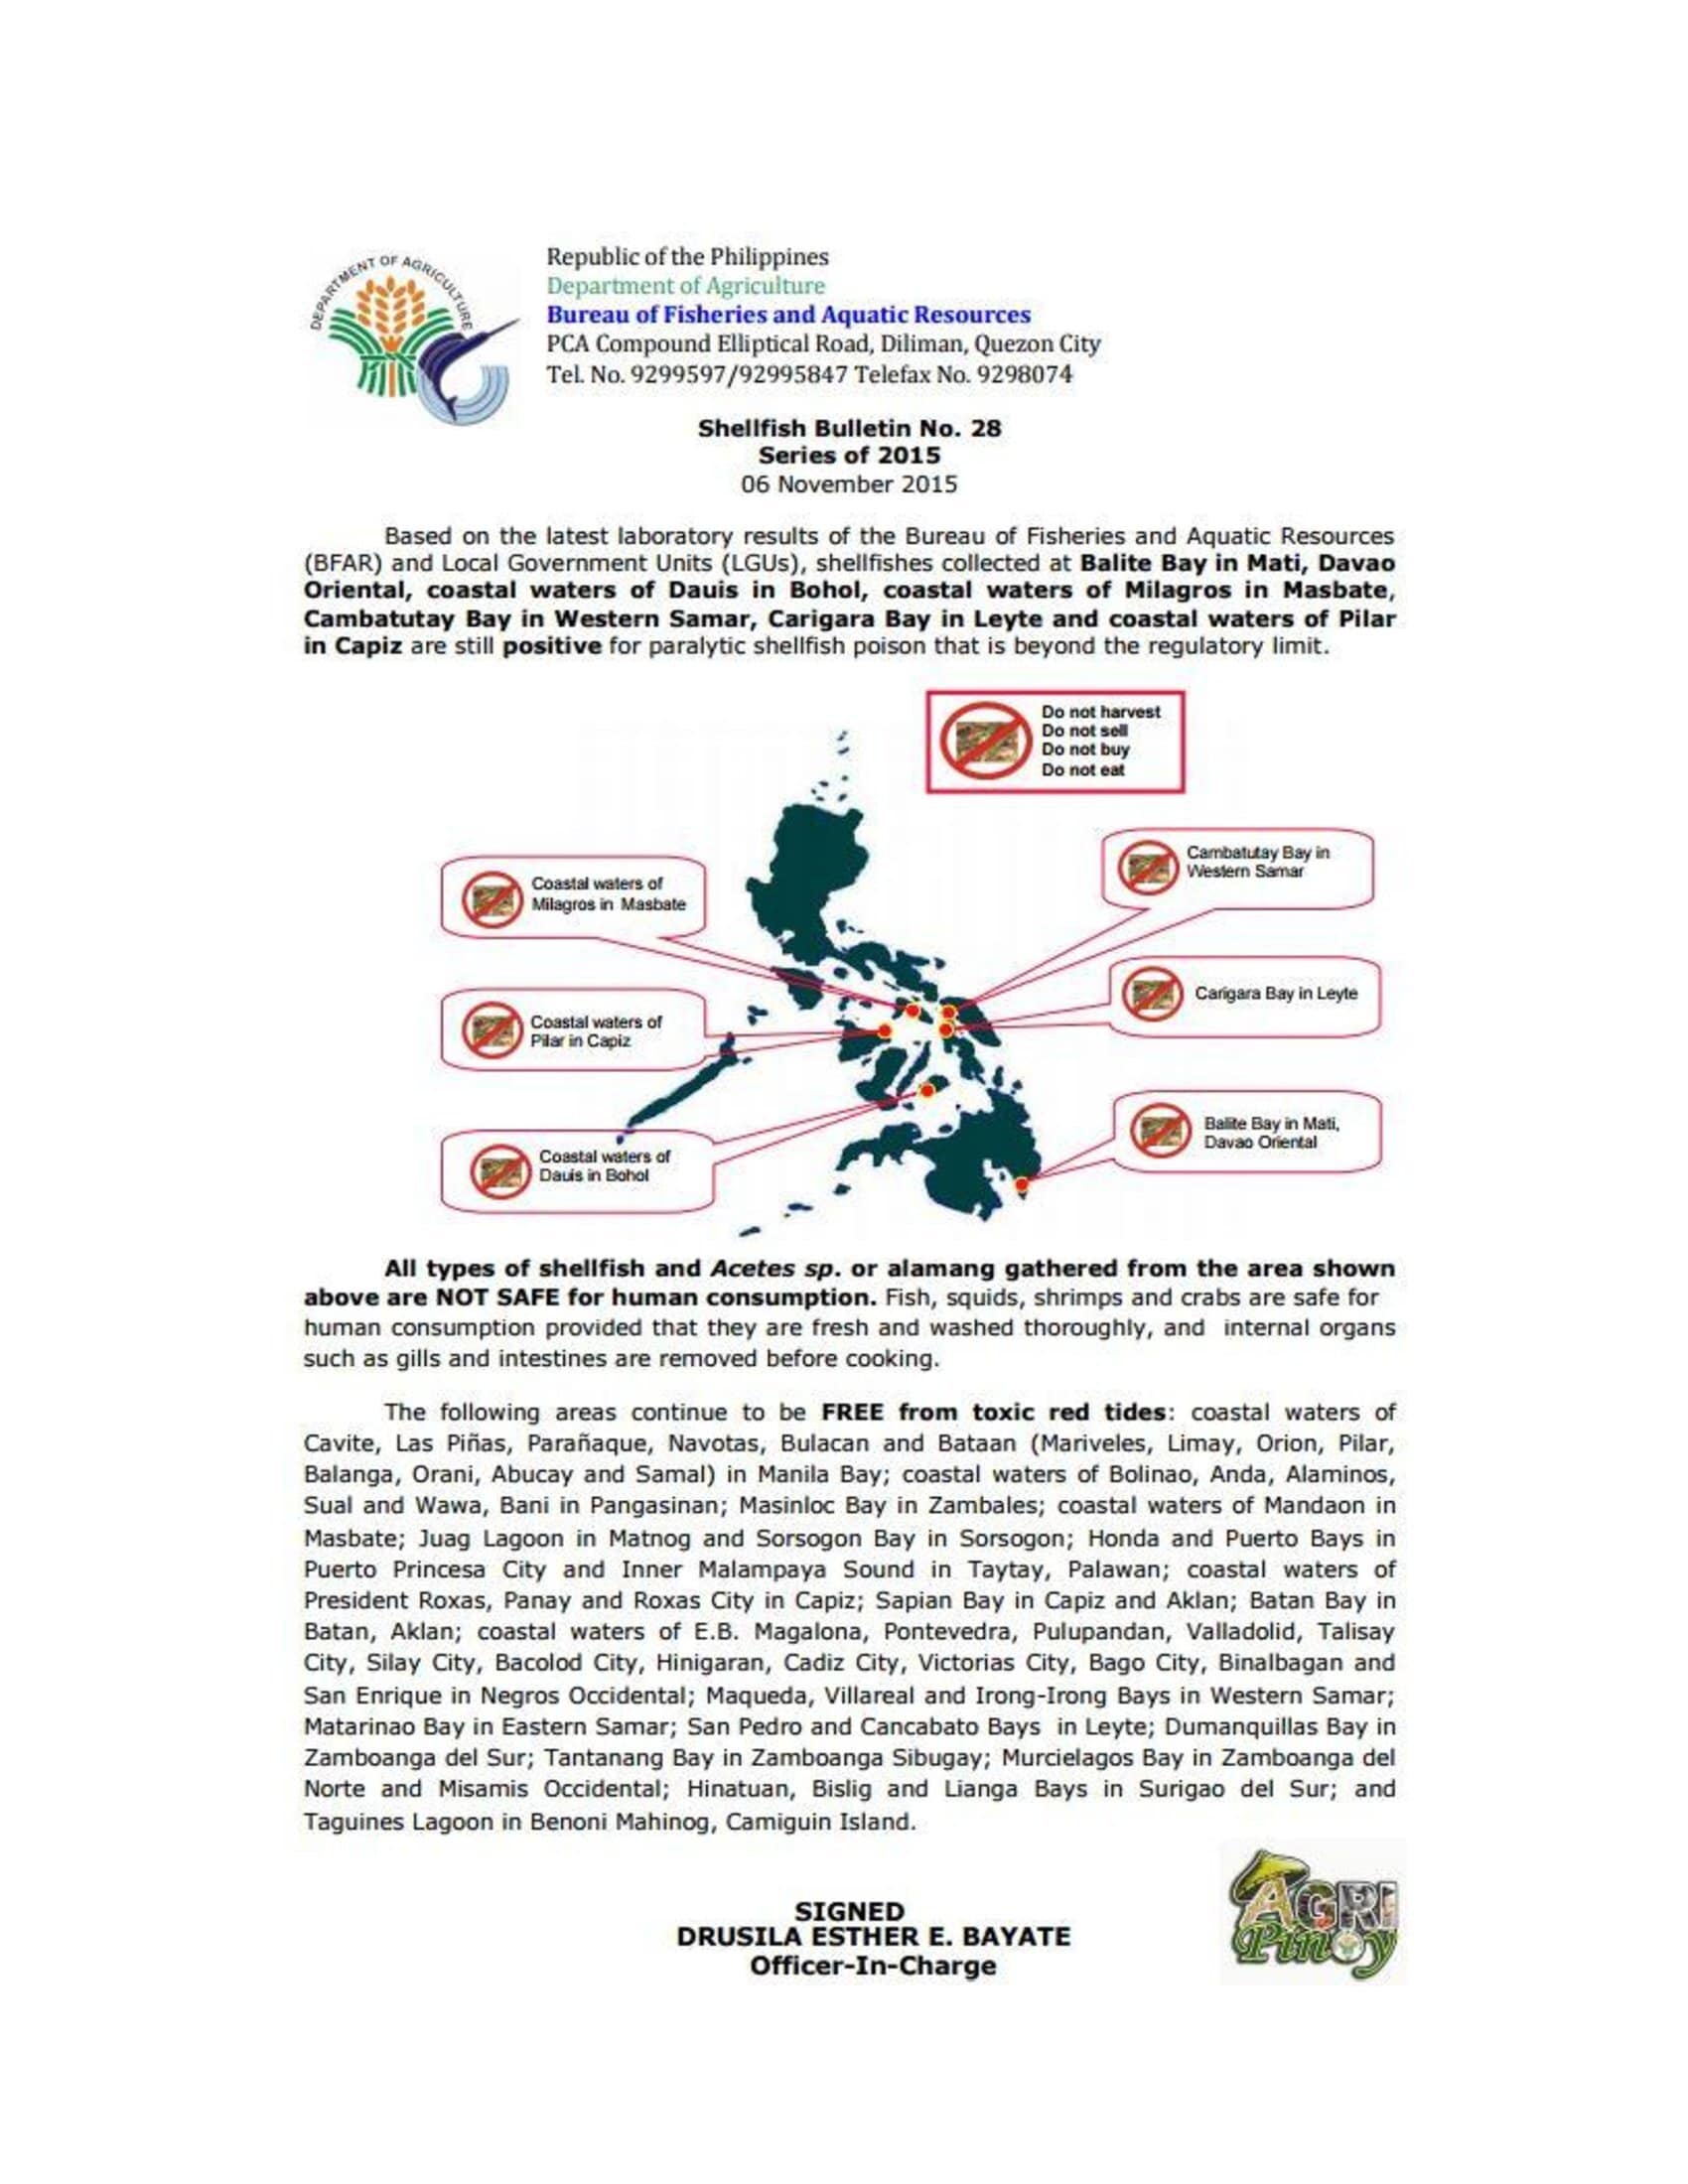 DEPARTMENT OF AGRICULTURE
Republic of the Philippines
Department of Agriculture
Bureau of Fisheries and Aquatic Resources
PCA Compound Elliptical Road, Diliman, Quezon City
Tel. No. 9299597/92995847 Telefax No. 9298074
Shellfish Bulletin No. 28
Series of 2015
06 November 2015
Based on the latest laboratory results of the Bureau of Fisheries and Aquatic Resources
(BFAR) and Local Government Units (LGUs), shellfishes collected at Balite Bay in Mati, Davao
Oriental, coastal waters of Dauis in Bohol, coastal waters of Milagros in Masbate,
Cambatutay Bay in Western Samar, Carigara Bay in Leyte and coastal waters of Pilar
in Capiz are still positive for paralytic shellfish poison that is beyond the regulatory limit.
Do not harvest
Do not sell
Do not buy
Do not eat
Coastal waters of
Milagros in Masbate
Cambatutay Bay in
Western Samar
Coastal waters of
Pilar in Capiz
Carigara Bay in Leyte
Coastal waters of
Dauis in Bohol
Balite Bay in Mati,
Davao Oriental
All types of shellfish and Acetes sp. or alamang gathered from the area shown
above are NOT SAFE for human consumption. Fish, squids, shrimps and crabs are safe for
human consumption provided that they are fresh and washed thoroughly, and internal organs
such as gills and intestines are removed before cooking.
The following areas continue to be FREE from toxic red tides: coastal waters of
Cavite, Las Piñas, Parañaque, Navotas, Bulacan and Bataan (Mariveles, Limay, Orion, Pilar,
Balanga, Orani, Abucay and Samal) in Manila Bay; coastal waters of Bolinao, Anda, Alaminos,
Sual and Wawa, Bani in Pangasinan; Masinloc Bay in Zambales; coastal waters of Mandaon in
Masbate; Juag Lagoon in Matnog and Sorsogon Bay in Sorsogon; Honda and Puerto Bays in
Puerto Princesa City and Inner Malampaya Sound in Taytay, Palawan; coastal waters of
President Roxas, Panay and Roxas City in Capiz; Sapian Bay in Capiz and Aklan; Batan Bay in
Batan, Aklan; coastal waters of E.B. Magalona, Pontevedra, Pulupandan, Valladolid, Talisay
City, Silay City, Bacolod City, Hinigaran, Cadiz City, Victorias City, Bago City, Binalbagan and
San Enrique in Negros Occidental; Maqueda, Villareal and Irong-Irong Bays in Western Samar;
Matarinao Bay in Eastern Samar; San Pedro and Cancabato Bays in Leyte; Dumanquillas Bay in
Zamboanga del Sur; Tantanang Bay in Zamboanga Sibugay; Murcielagos Bay in Zamboanga del
Norte and Misamis Occidental; Hinatuan, Bislig and Lianga Bays in Surigao del Sur; and
Taguines Lagoon in Benoni Mahinog, Camiguin Island.
SIGNED
DRUSILA ESTHER E. BAYATE
Officer-In-Charge
AGRI
Pinoy